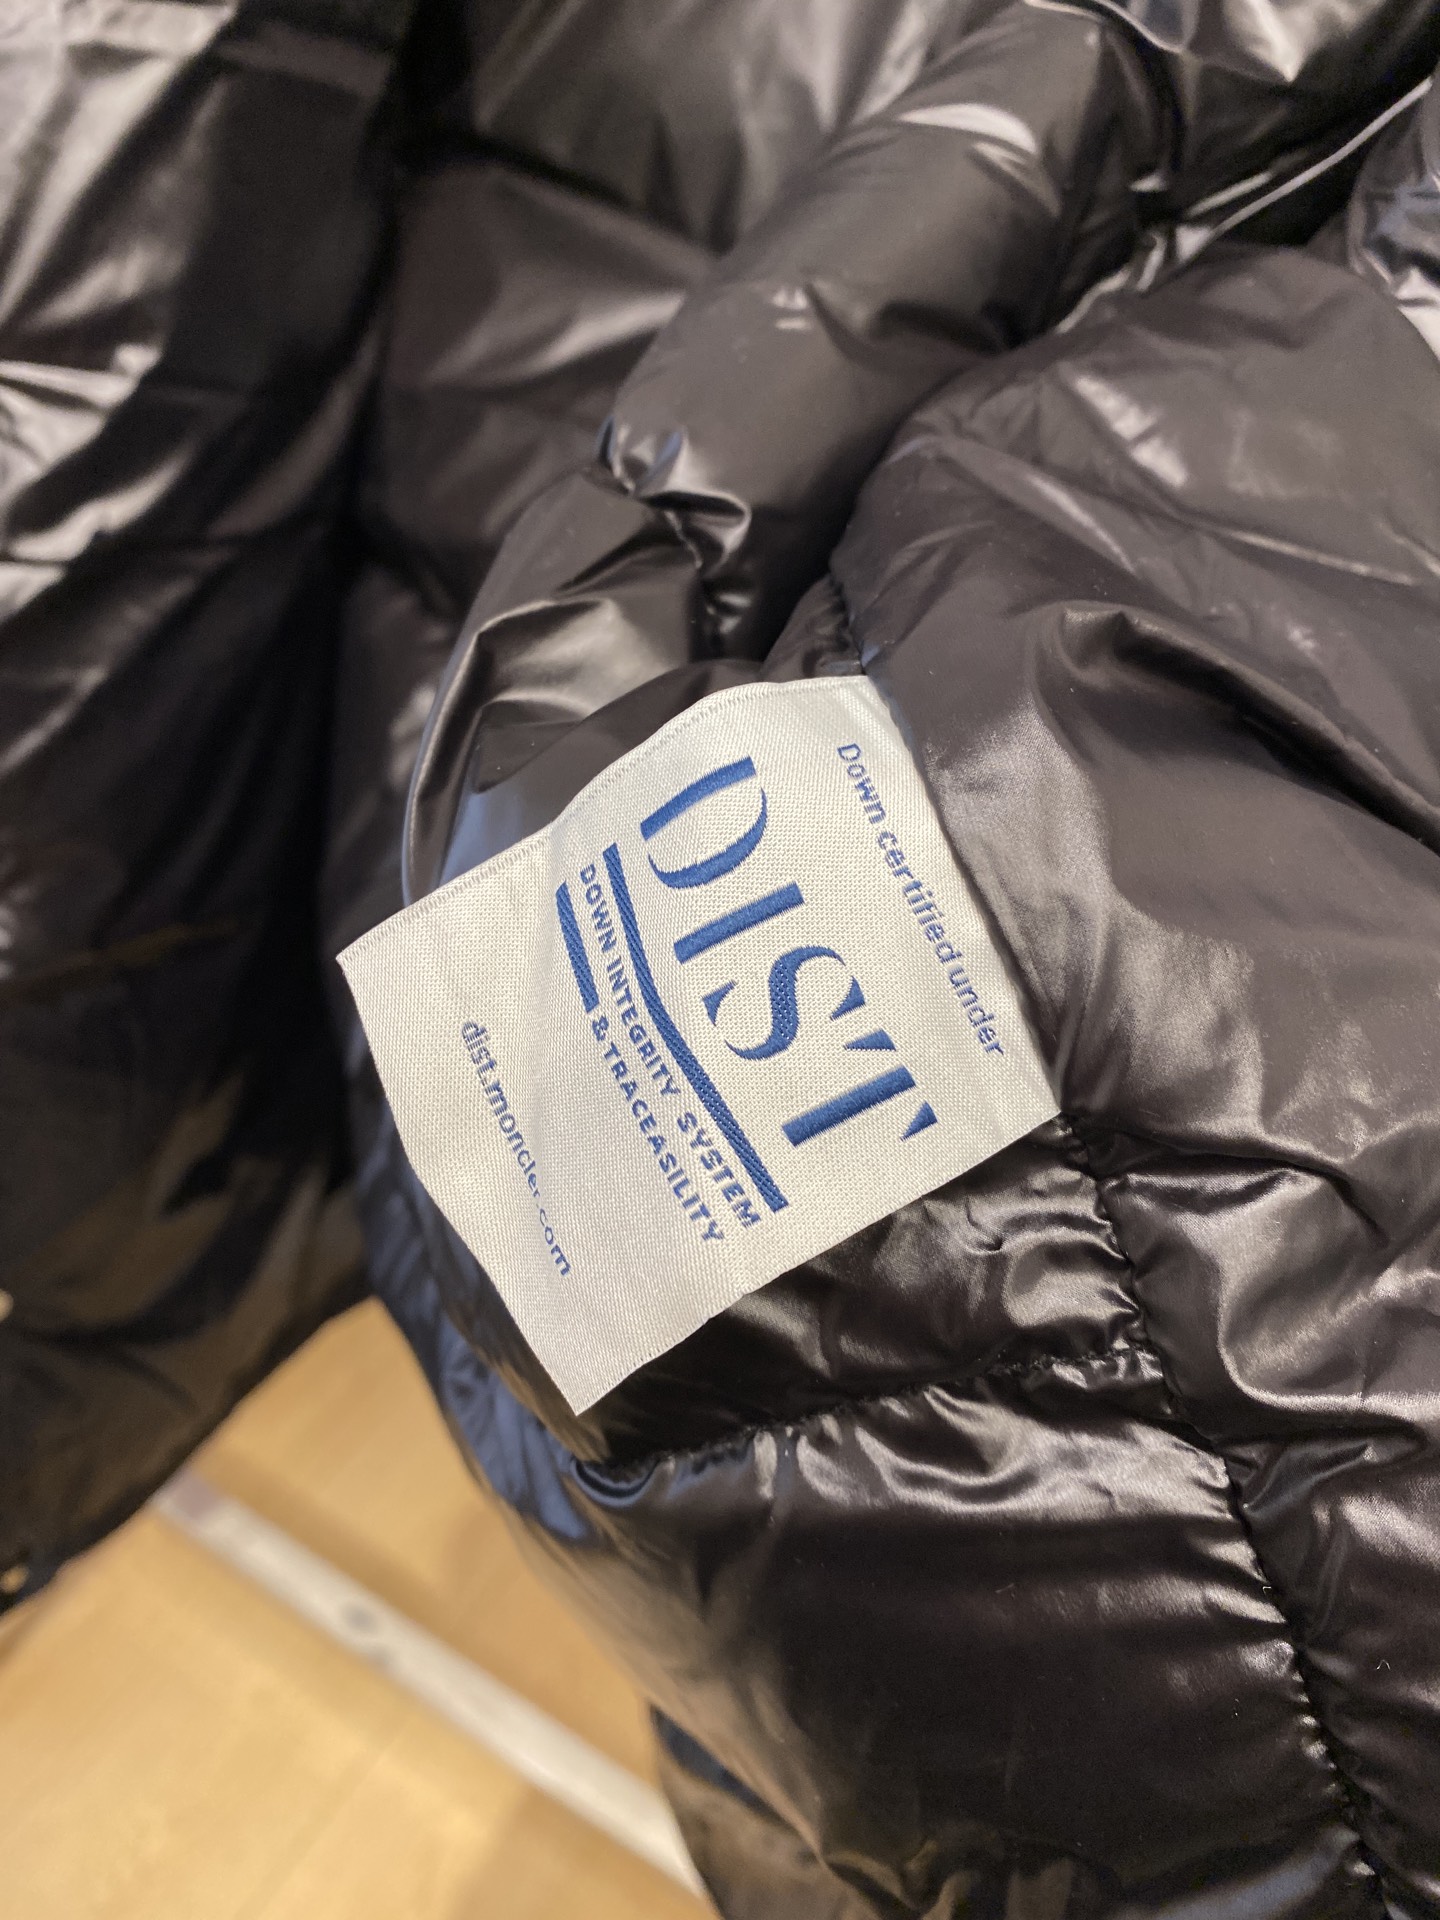 Down certified under
DIST
DOWN INTEGRITY SYSTEM
& TRACEASILITY
dist.moncler.com